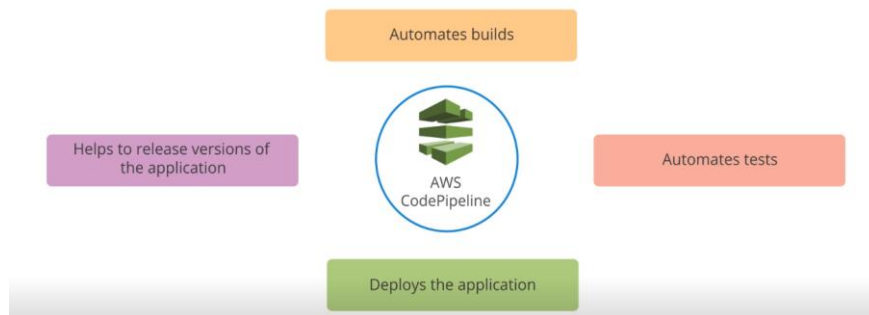 Automates builds
Helps to release versions of
the application
AWS
CodePipeline
Automates tests
Deploys the application